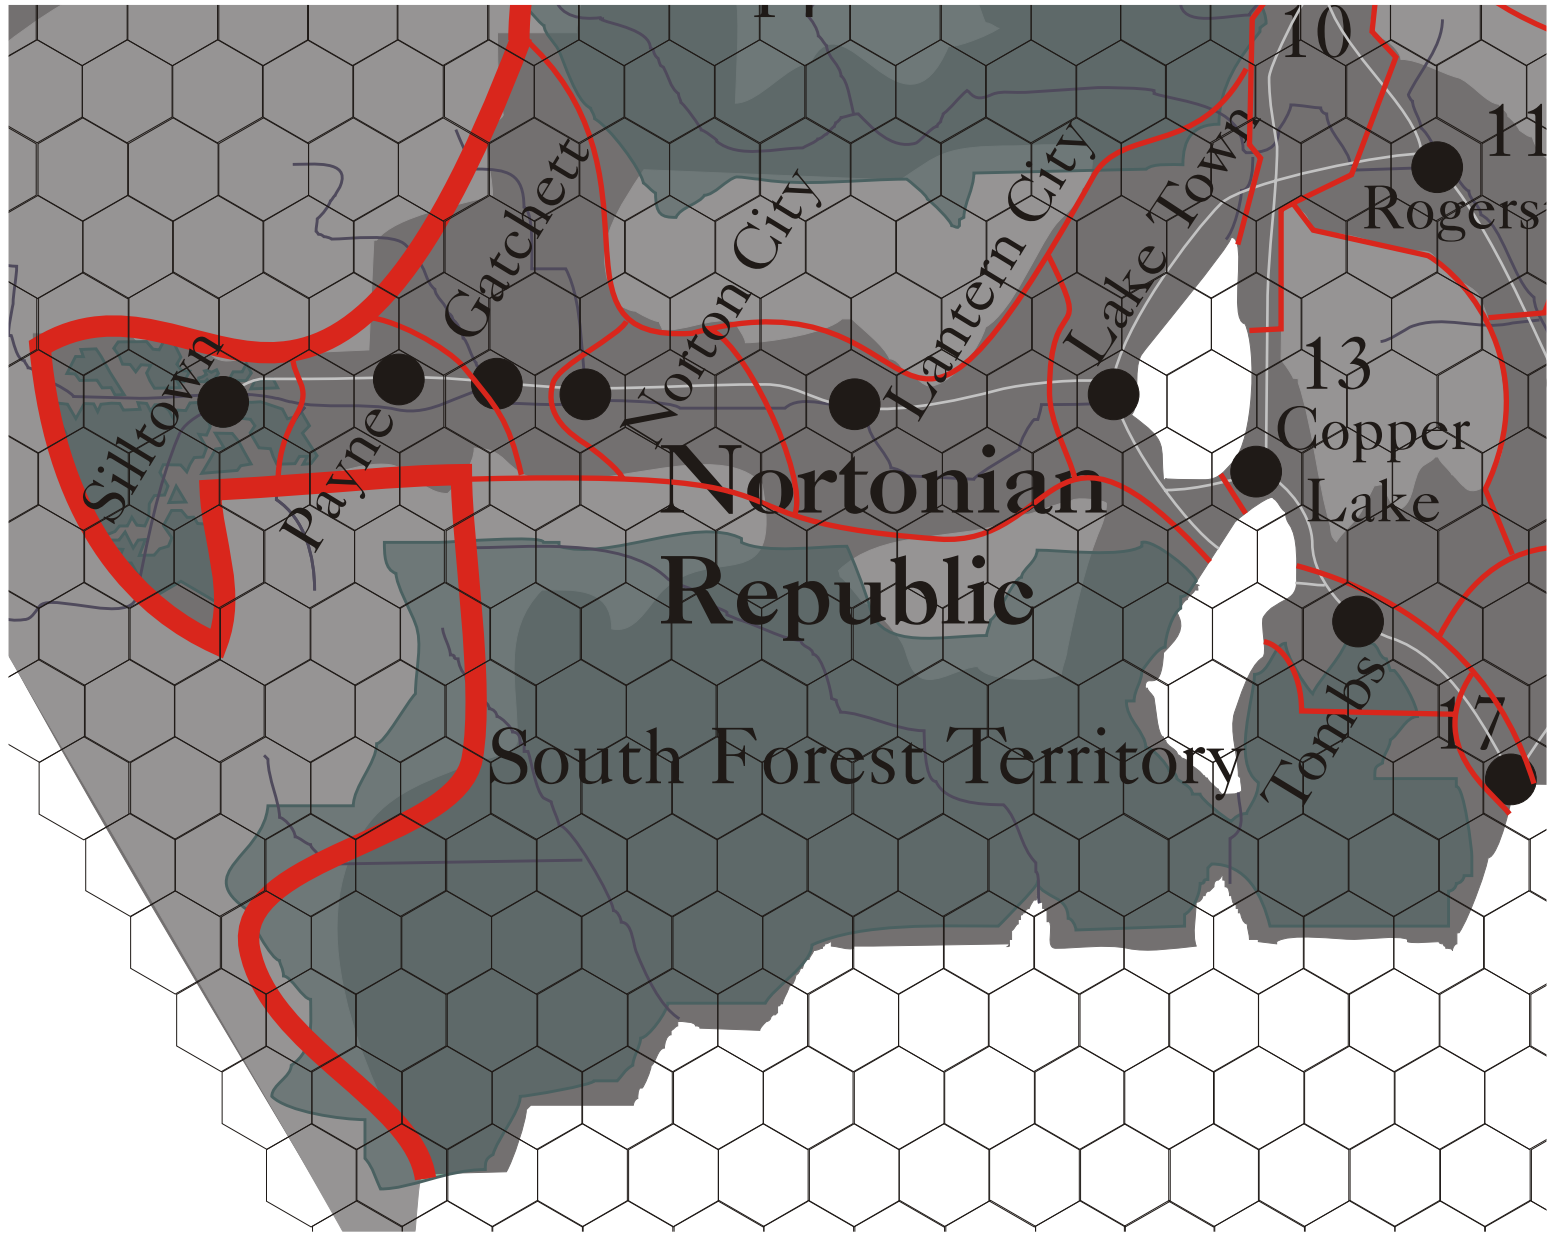 10
11
Rogers
Gatchett
Norton City
Lantern City
Lake Town
13
Copper
Lake
Silltown
Payne
Nortonian
Republic
South Forest Territory
Tombs
17